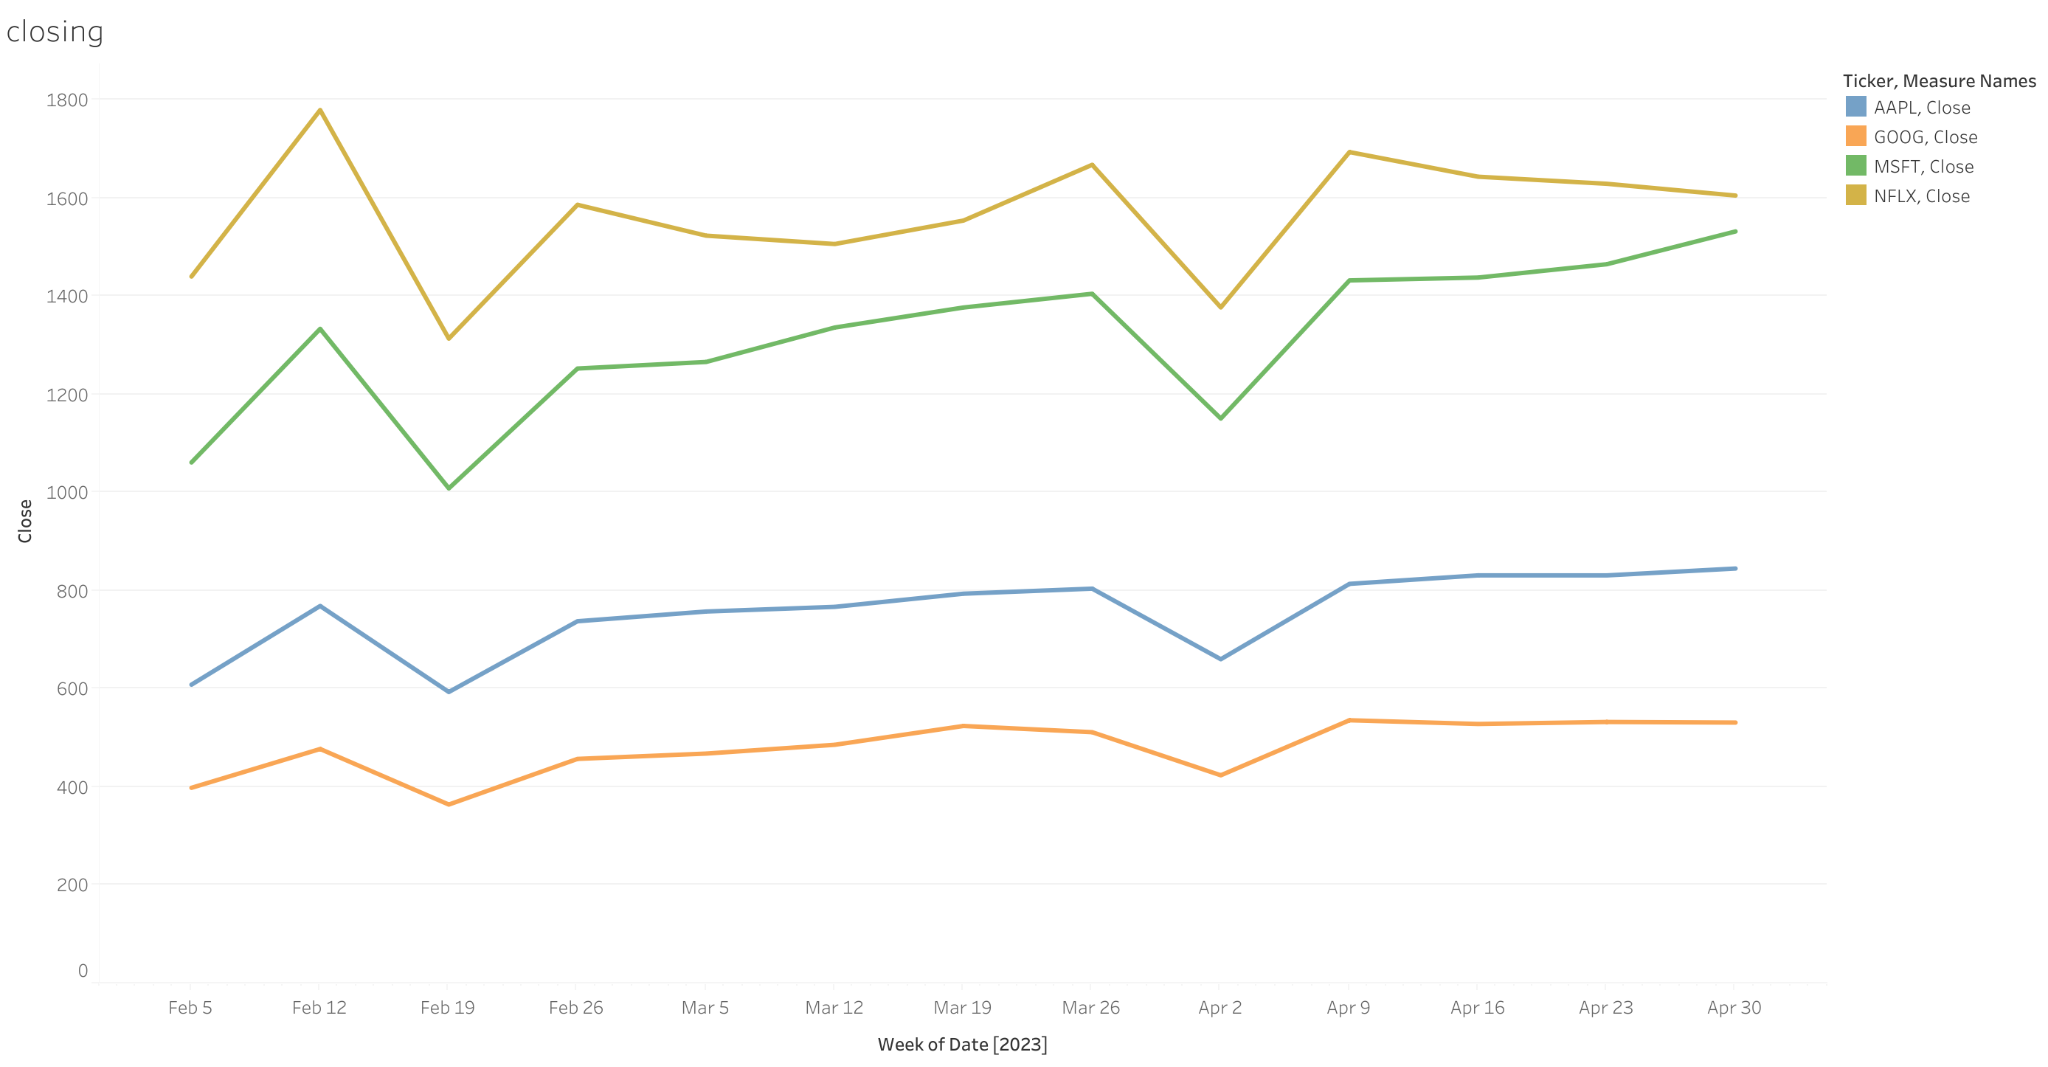 closing
Ticker, Measure Names
AAPL, Close
GOOG, Close
MSFT, Close
NFLX, Close
1800
1600
1400
1200
1000
800
600
400
200
0
Close
Feb 5 Feb 12 Feb 19 Feb 26 Mar 5 Mar 12 Mar 19 Mar 26 Apr 2 Apr 9 Apr 16 Apr 23 Apr 30
Week of Date [2023]